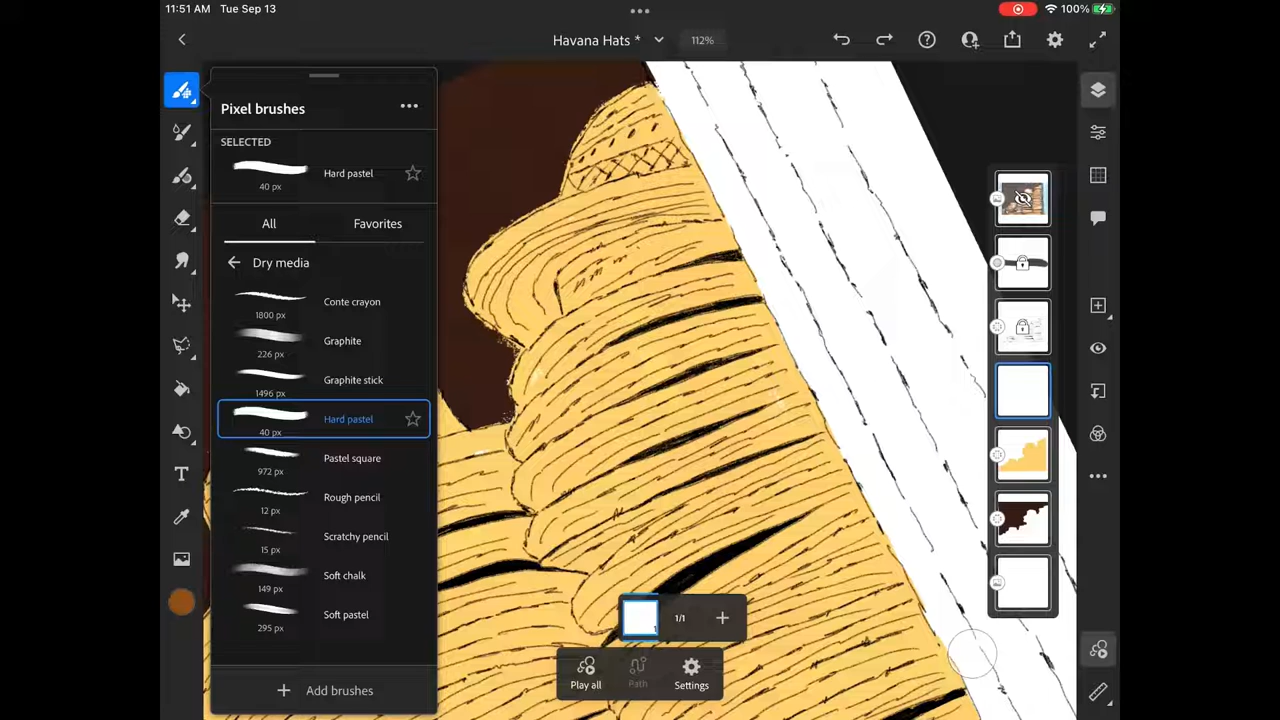 11:51 AM Tue Sep 13
100%
Havana Hats *
112%
Pixel brushes
SELECTED
Hard pastel
40 px
All
Favorites
Dry media
Conte crayon
1800 px
Graphite
226 px
Graphite stick
1496 px
Hard pastel
40 px
Pastel square
972 px
Rough pencil
12 px
Scratchy pencil
15 px
Soft chalk
149 px
Soft pastel
295 px
Add brushes
T
1
1/1
Play all
Path
Settings